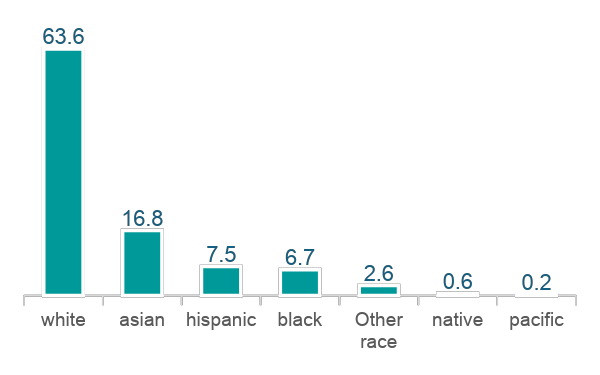 63.6
16.8
7.5
6.7
2.6
0.6
0.2
white
asian
hispanic
black
Other
race
native
pacific